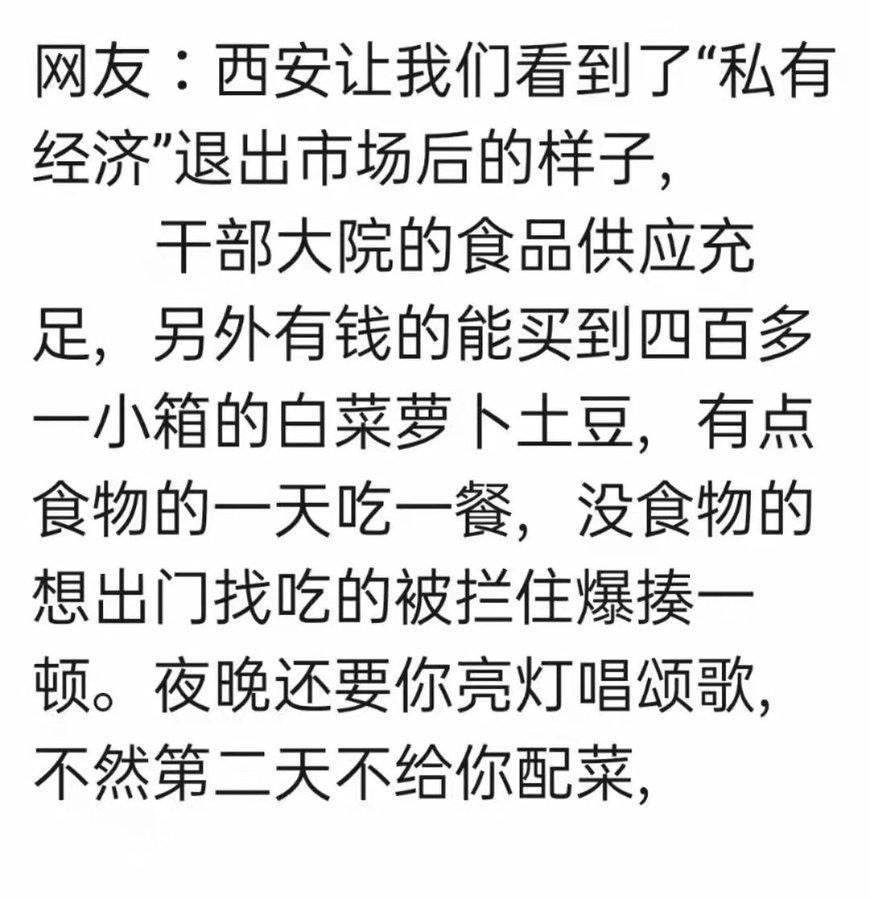 网友：西安让我们看到了“私有
经济”退出市场后的样子,
干部大院的食品供应充
足，另外有钱的能买到四百多
一小箱的白菜萝卜土豆，有点
食物的一天吃一餐，没食物的
想出门找吃的被拦住爆揍一
顿。夜晚还要你亮灯唱颂歌,
不然第二天不给你配菜,